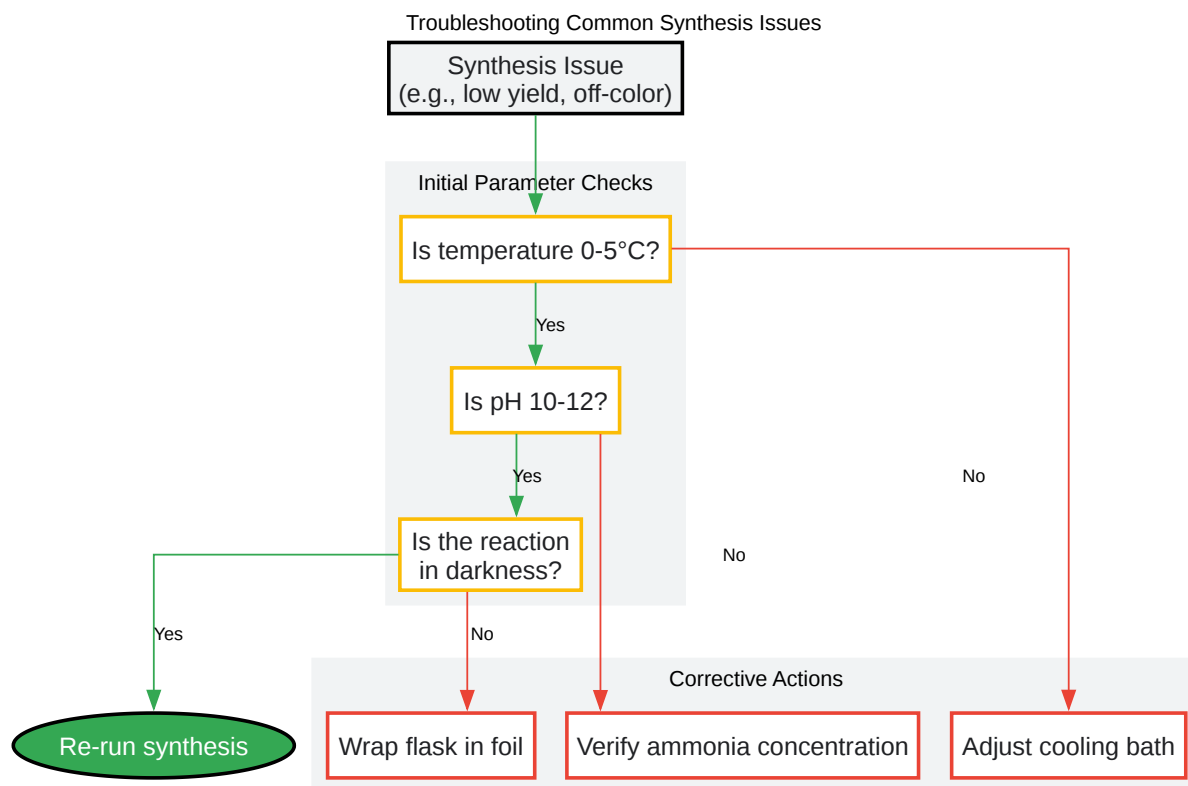 Troubleshooting Common Synthesis Issues
Synthesis Issue
(e.g., low yield, off-color)
Initial Parameter Checks
Is temperature 0-5°C?
Yes
Is pH 10-12?
Yes
No
Is the reaction
in darkness?
No
Yes
No
Corrective Actions
Re-run synthesis
Wrap flask in foil
Verify ammonia concentration
Adjust cooling bath